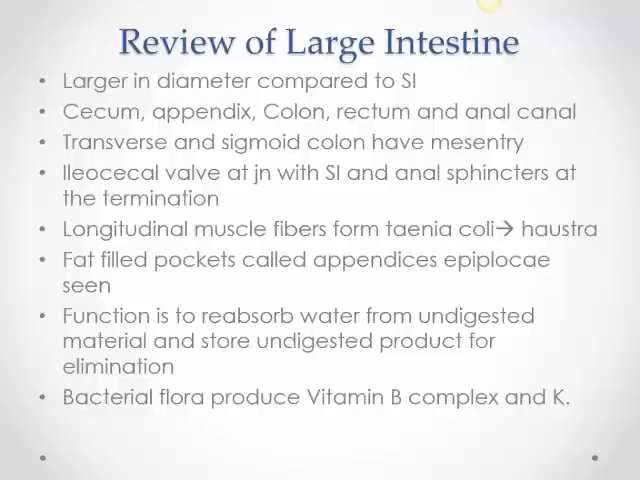 Review of Large Intestine
• Larger in diameter compared to SI
• Cecum, appendix, Colon, rectum and anal canal
• Transverse and sigmoid colon have mesentry
• Ileocecal valve at jn with SI and anal sphincters at
the termination
• Longitudinal muscle fibers form taenia coli→ haustra
• Fat filled pockets called appendices epiplocae
seen
• Function is to reabsorb water from undigested
material and store undigested product for
elimination
• Bacterial flora produce Vitamin B complex and K.